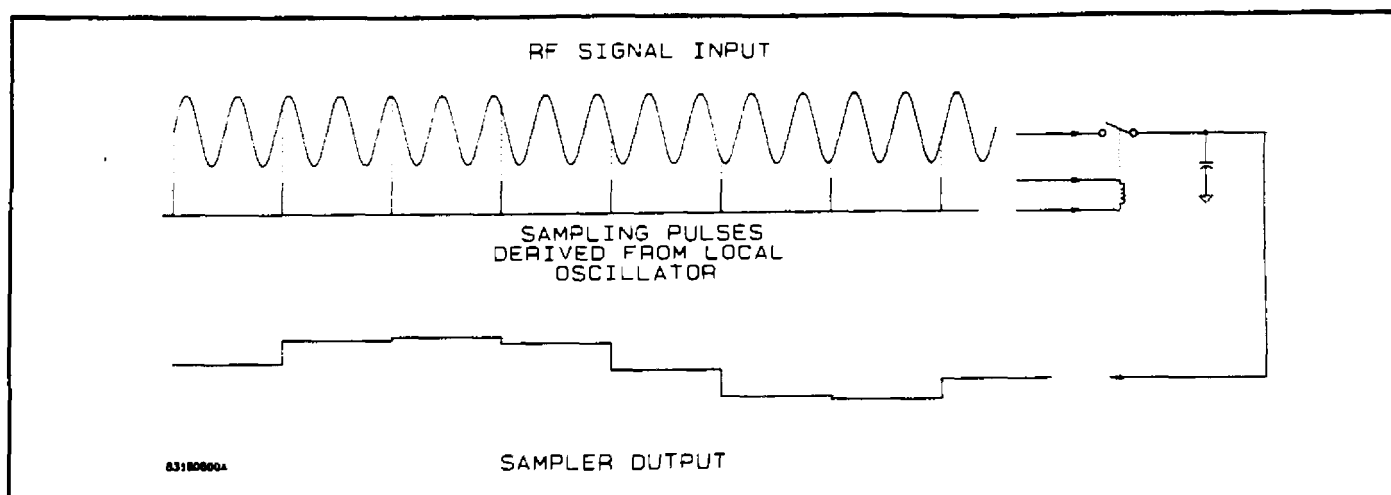 RF SIGNAL INPUT
SAMPLING PULSES
DERIVED FROM LOCAL
OSCILLATOR
SAMPLER OUTPUT